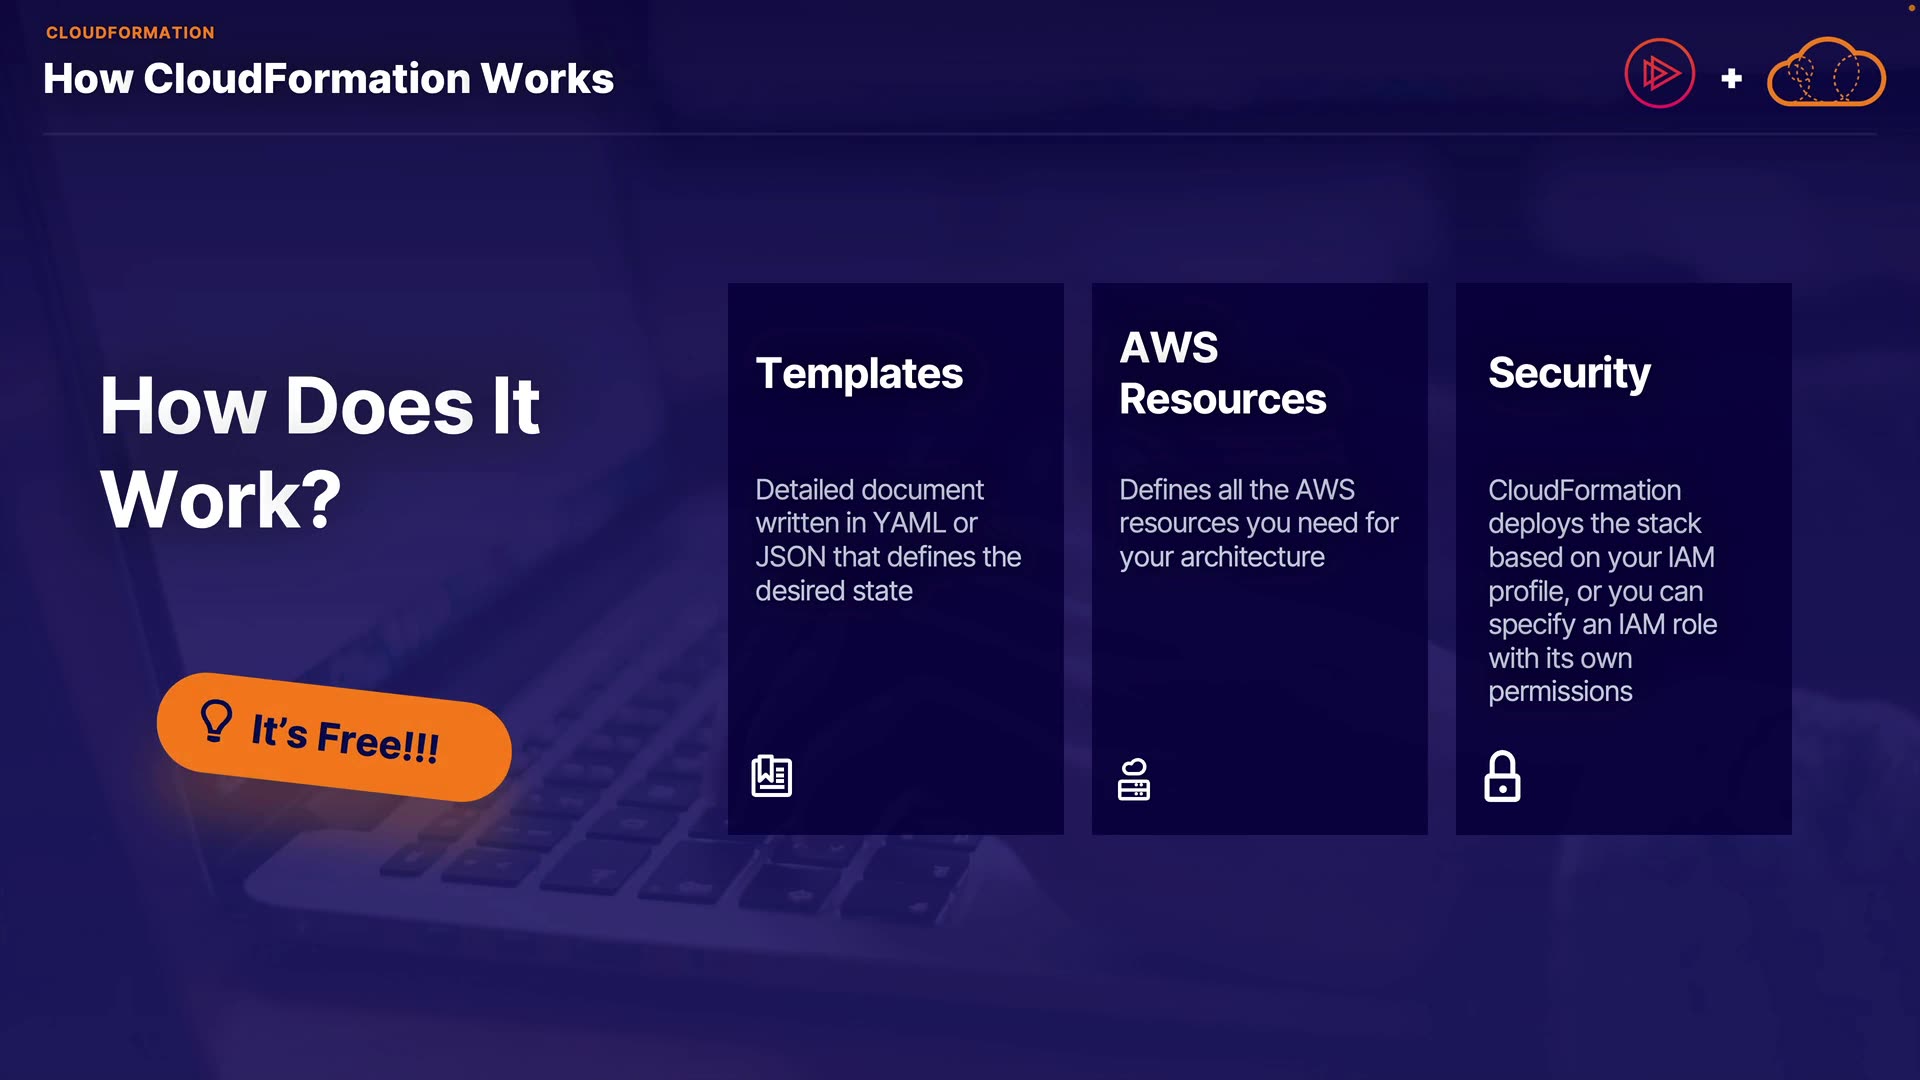 CLOUDFORMATION
How CloudFormation Works
+
How Does It
Work?
It’s Free!!!
Templates
Detailed document
written in YAML or
JSON that defines the
desired state
AWS
Resources
Defines all the AWS
resources you need for
your architecture
Security
CloudFormation
deploys the stack
based on your IAM
profile, or you can
specify an IAM role
with its own
permissions